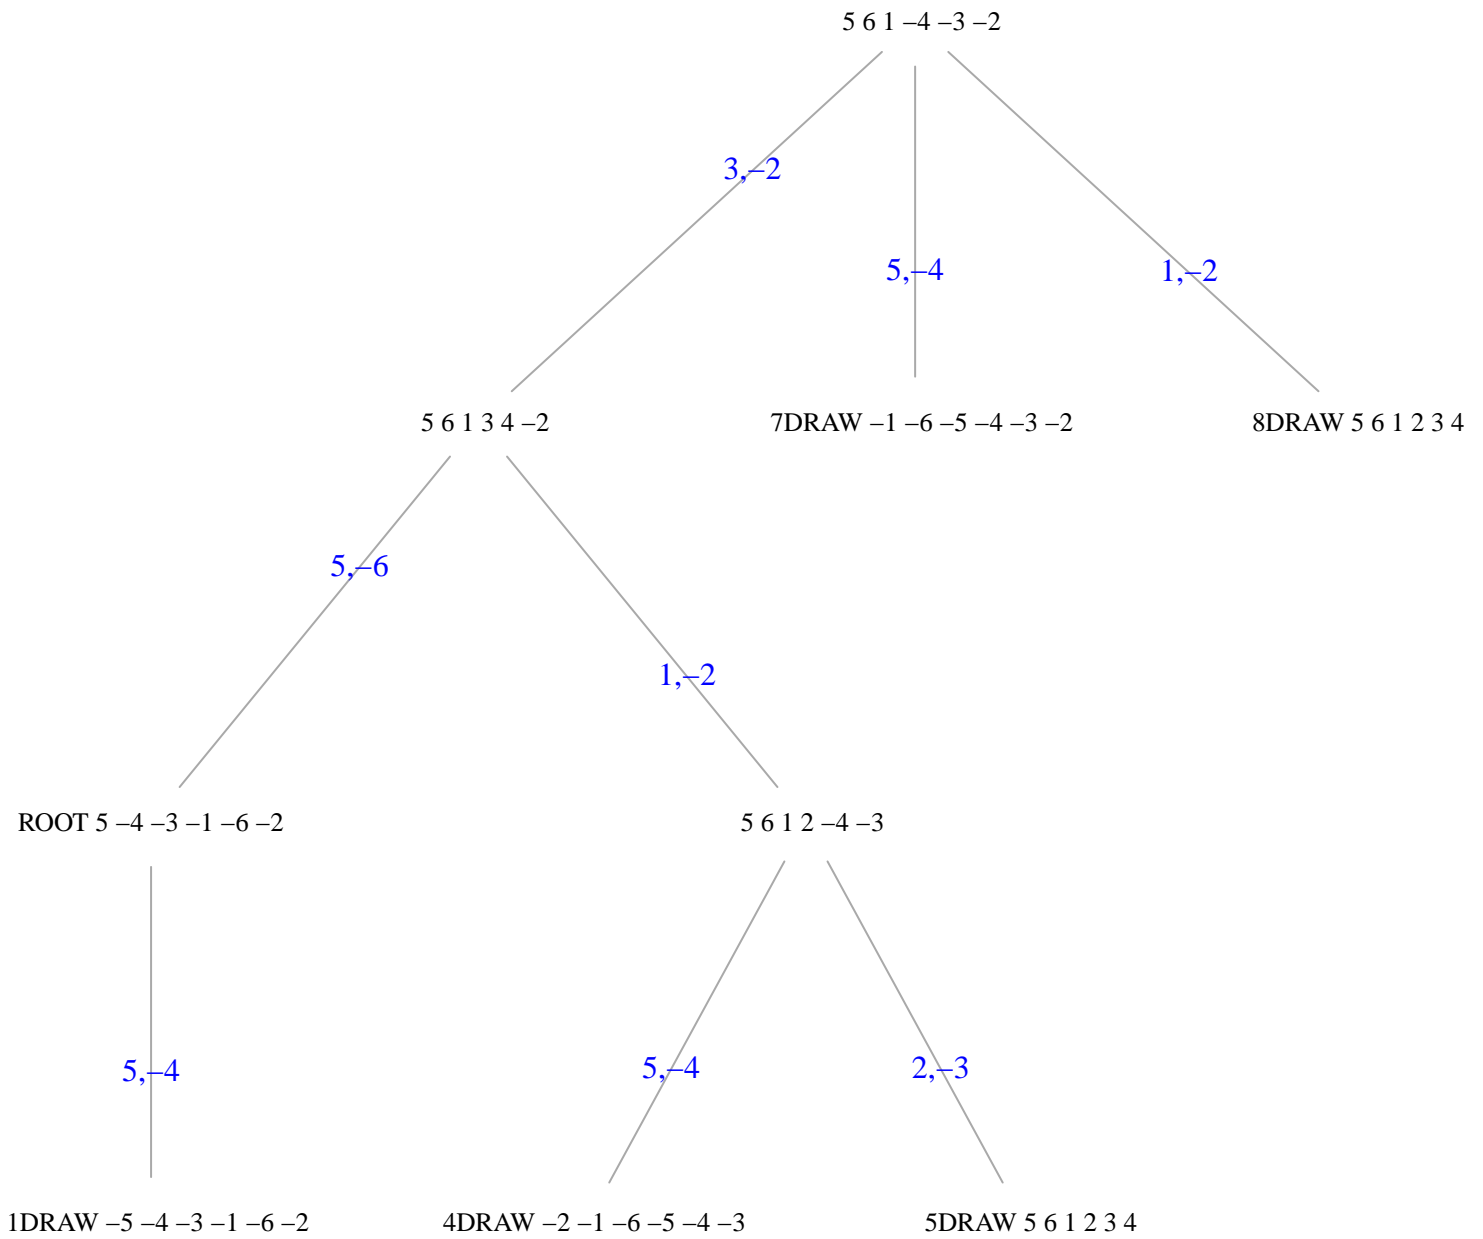 5 6 1 –4 –3 –2
3,–2
5,–4
1,–2
5 6 1 3 4 –2
7DRAW –1 –6 –5 –4 –3 –2
8DRAW 5 6 1 2 3 4
5,–6
1,–2
ROOT 5 –4 –3 –1 –6 –2
5 6 1 2 –4 –3
5,–4
5,–4
2,–3
1DRAW –5 –4 –3 –1 –6 –2
4DRAW –2 –1 –6 –5 –4 –3
5DRAW 5 6 1 2 3 4